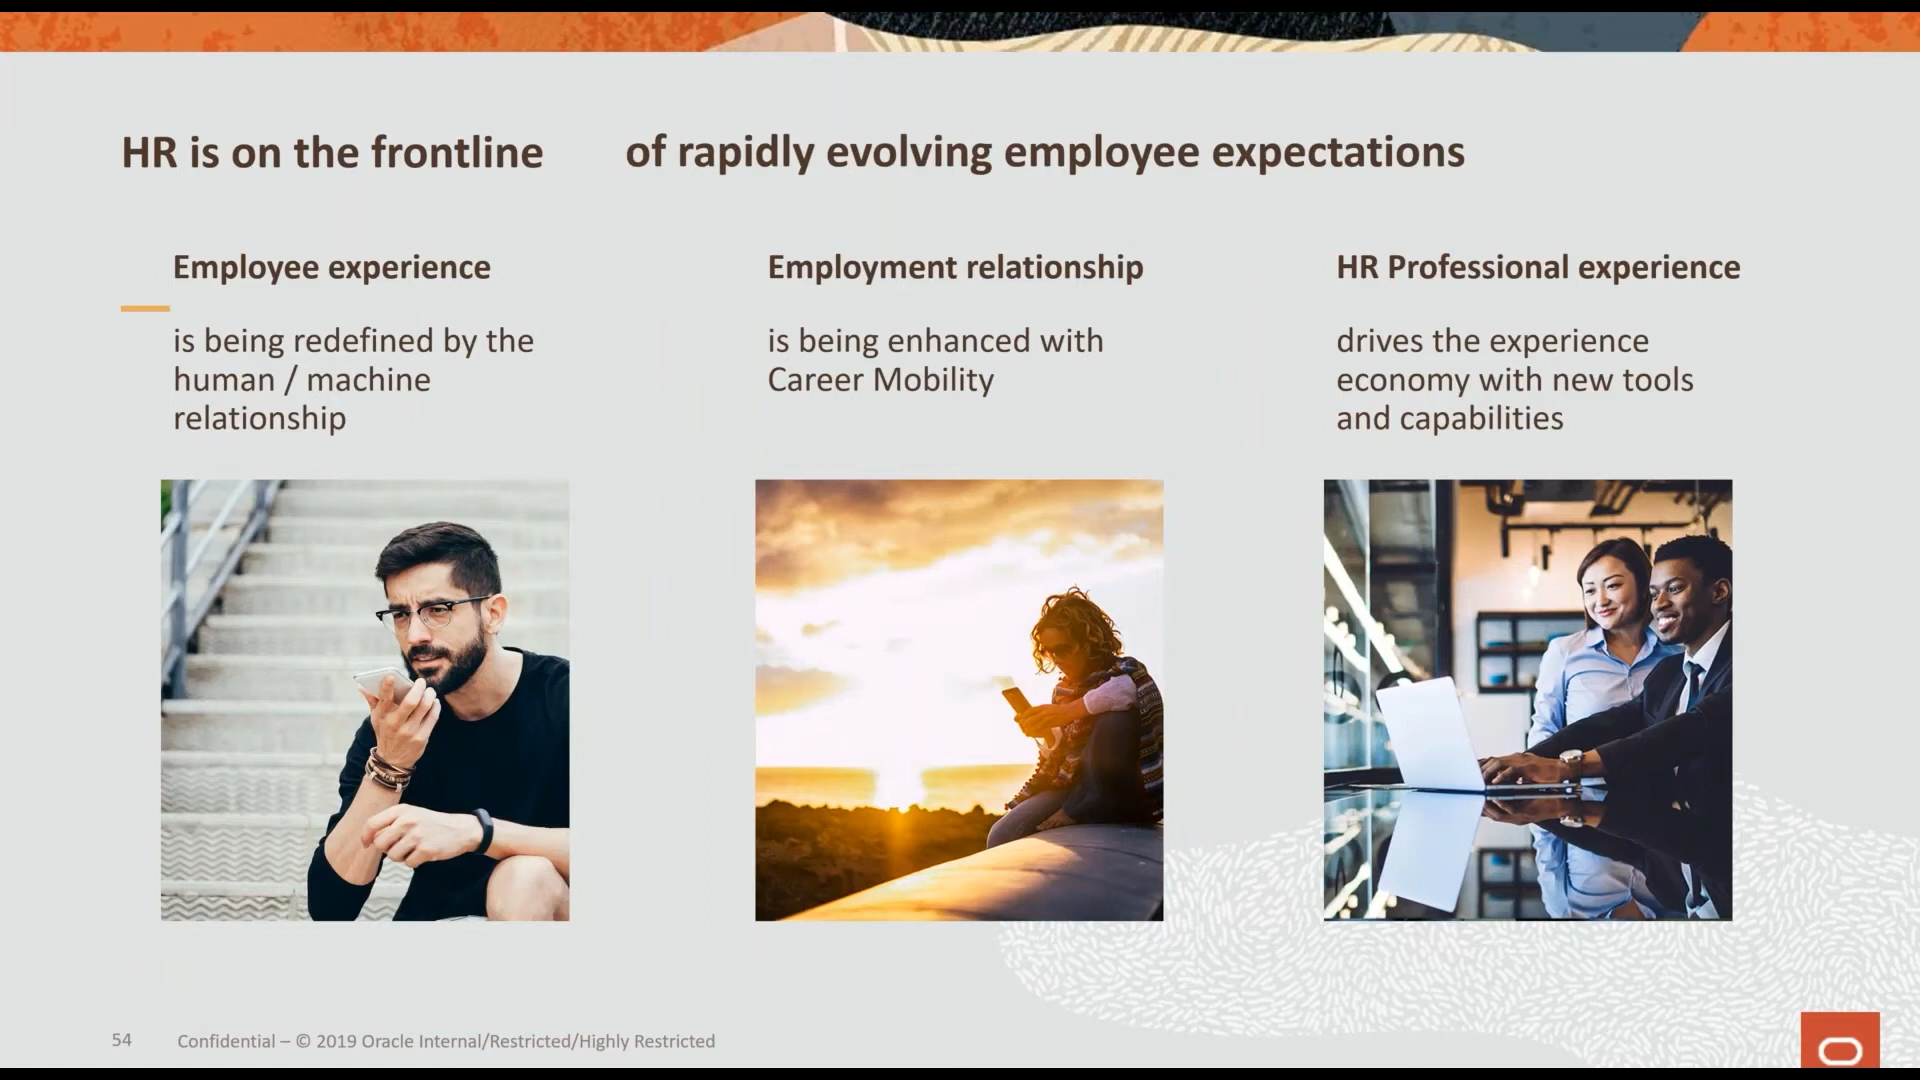 HR is on the frontline of rapidly evolving employee expectations
Employee experience
is being redefined by the
human / machine
relationship
Employment relationship
is being enhanced with
Career Mobility
HR Professional experience
drives the experience
economy with new tools
and capabilities
54 Confidential – © 2019 Oracle Internal/Restricted/Highly Restricted